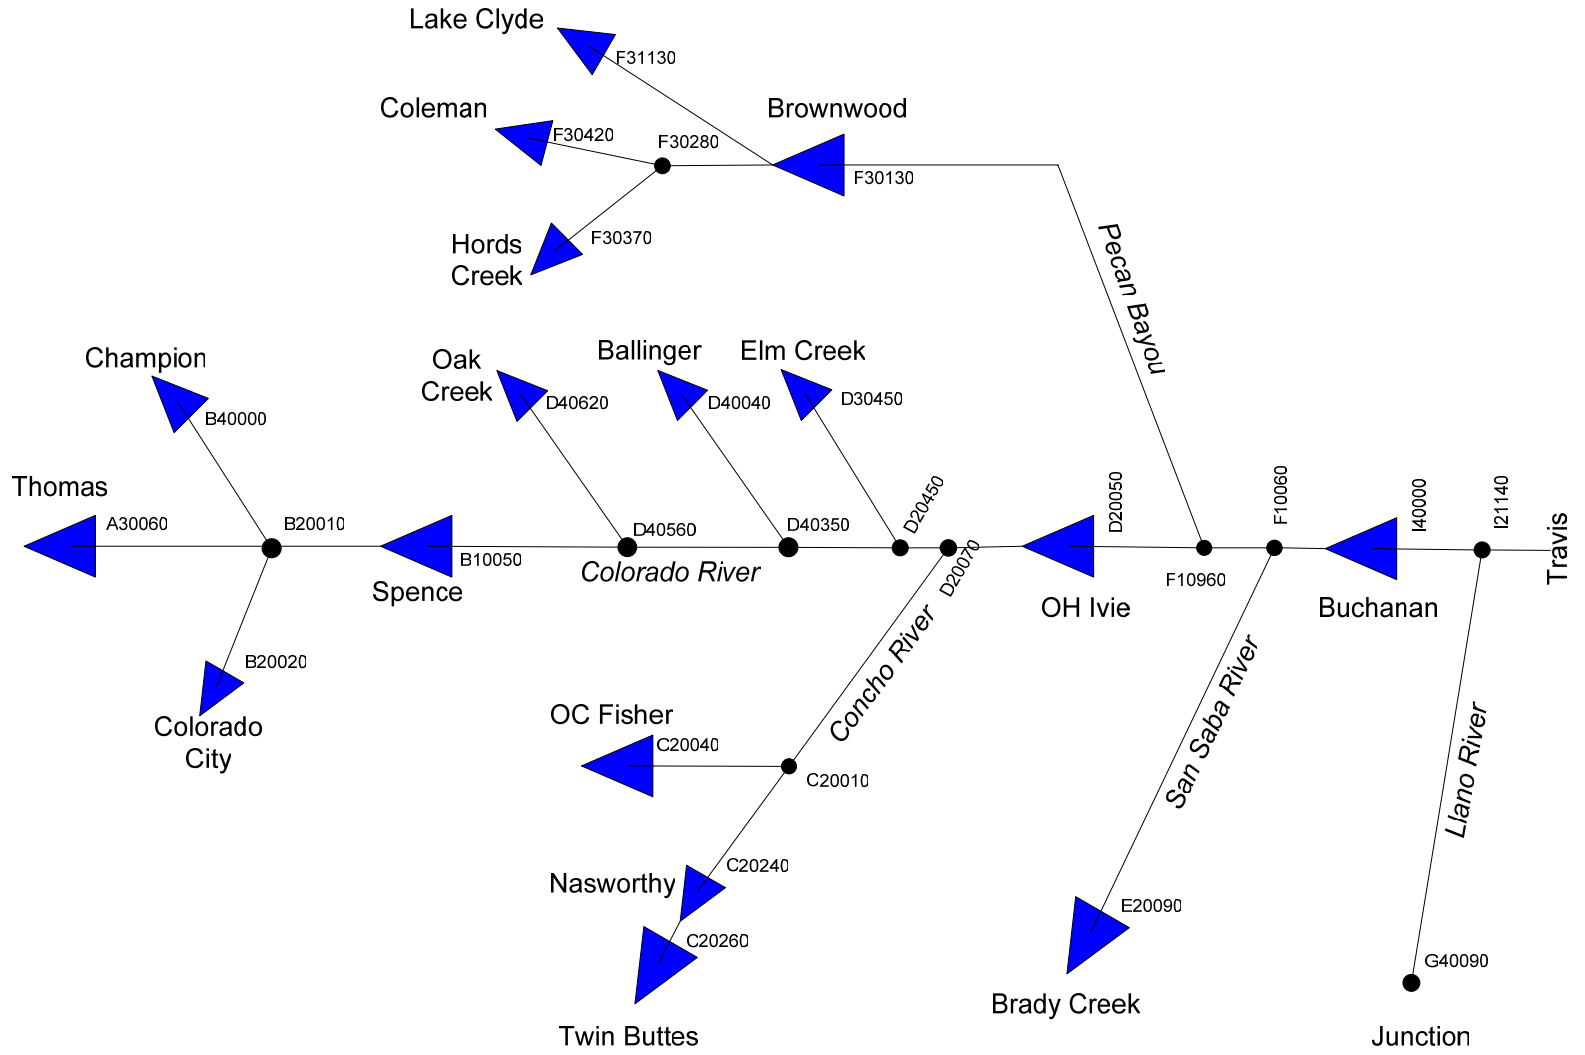 Lake Clyde
F31130
Coleman
F30420
F30280
Brownwood
F30130
Hords
Creek
F30370
Pecan Bayou
Champion
B40000
Oak
Creek
D40620
Ballinger
D40040
Elm Creek
D30450
Thomas
A30060
B20010
B10050
Spence
D40560
Colorado River
D40350
D20450
D20070
D20050
OH Ivie
F10960
F10060
Buchanan
I40000
I21140
Travis
B20020
Colorado
City
OC Fisher
C20040
Concho River
C20010
San Saba River
Llano River
Nasworthy
C20240
C20260
Twin Buttes
E20090
Brady Creek
G40090
Junction